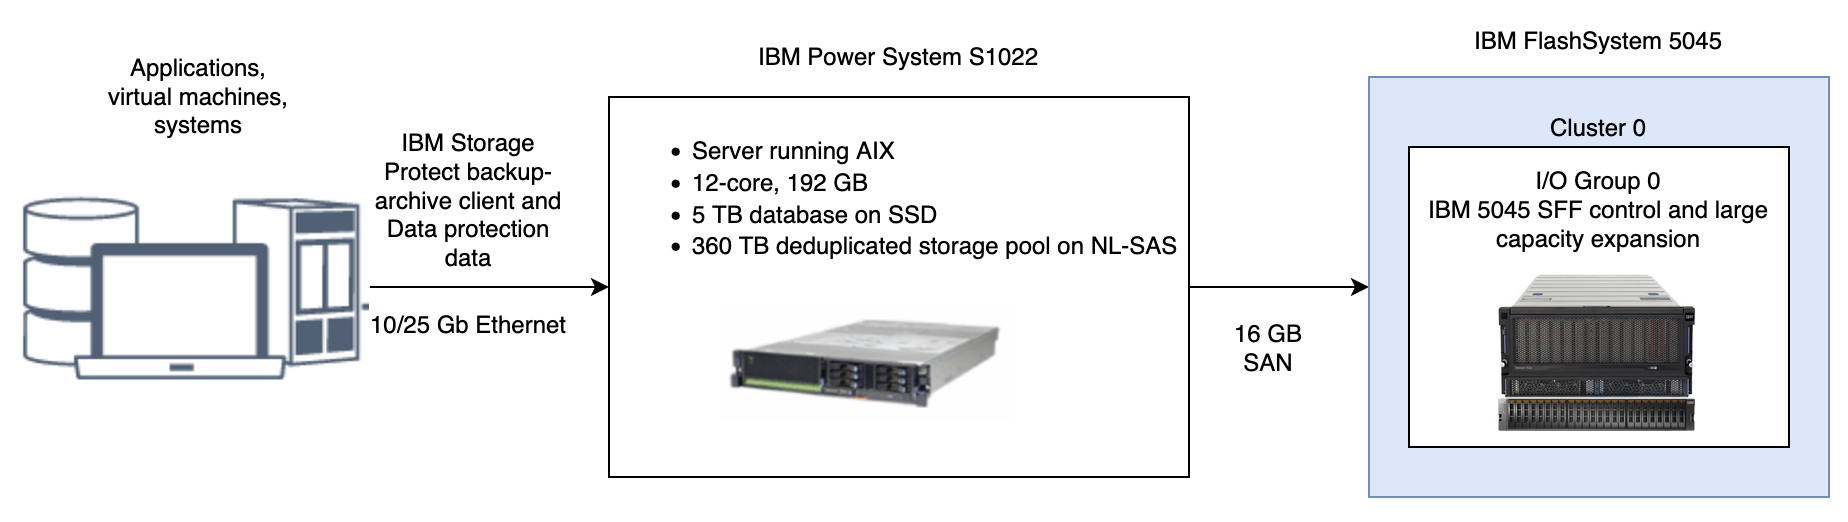 Applications,
virtual machines,
systems
IBM Storage
Protect backup-
archive client and
Data protection
data
10/25 Gb Ethernet
IBM Power System S1022
• Server running AIX
• 12-core, 192 GB
• 5 TB database on SSD
• 360 TB deduplicated storage pool on NL-SAS
16 GB
SAN
IBM FlashSystem 5045
Cluster 0
I/O Group 0
IBM 5045 SFF control and large
capacity expansion